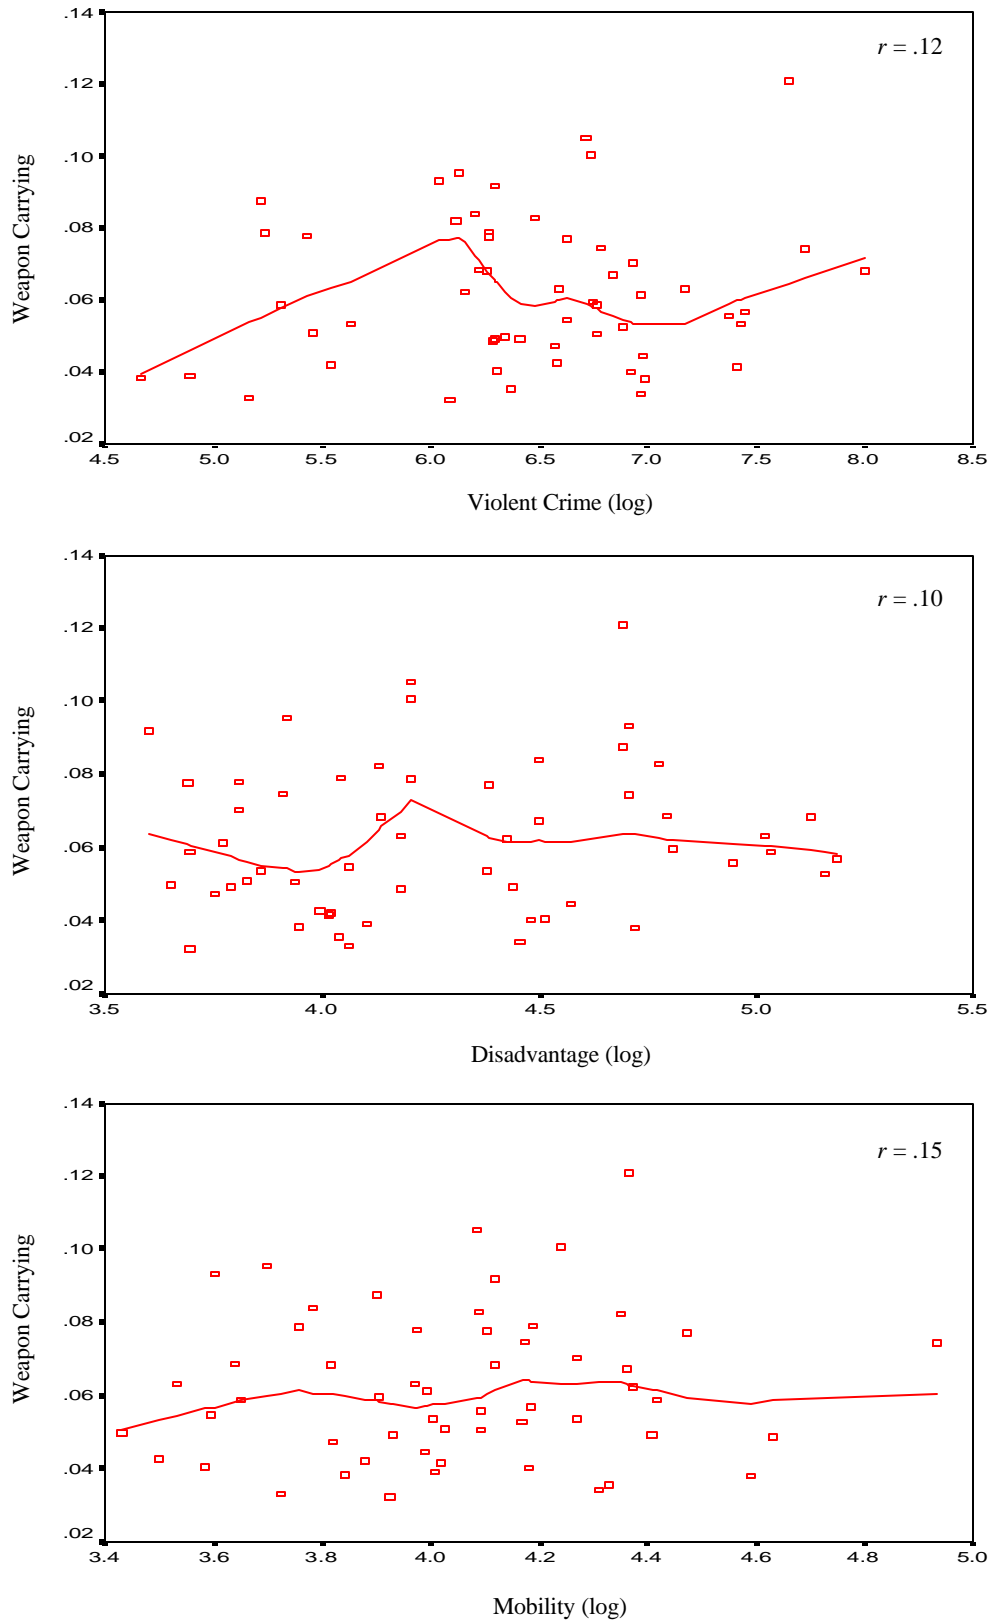 .14
r = .12
.12
.10
.08
.06
.04
.02
Weapon Carrying
4.5 5.0 5.5 6.0 6.5 7.0 7.5 8.0 8.5
Violent Crime (log)
.14
r = .10
.12
.10
.08
.06
.04
.02
Weapon Carrying
3.5 4.0 4.5 5.0 5.5
Disadvantage (log)
.14
r = .15
.12
.10
.08
.06
.04
.02
Weapon Carrying
3.4 3.6 3.8 4.0 4.2 4.4 4.6 4.8 5.0
Mobility (log)